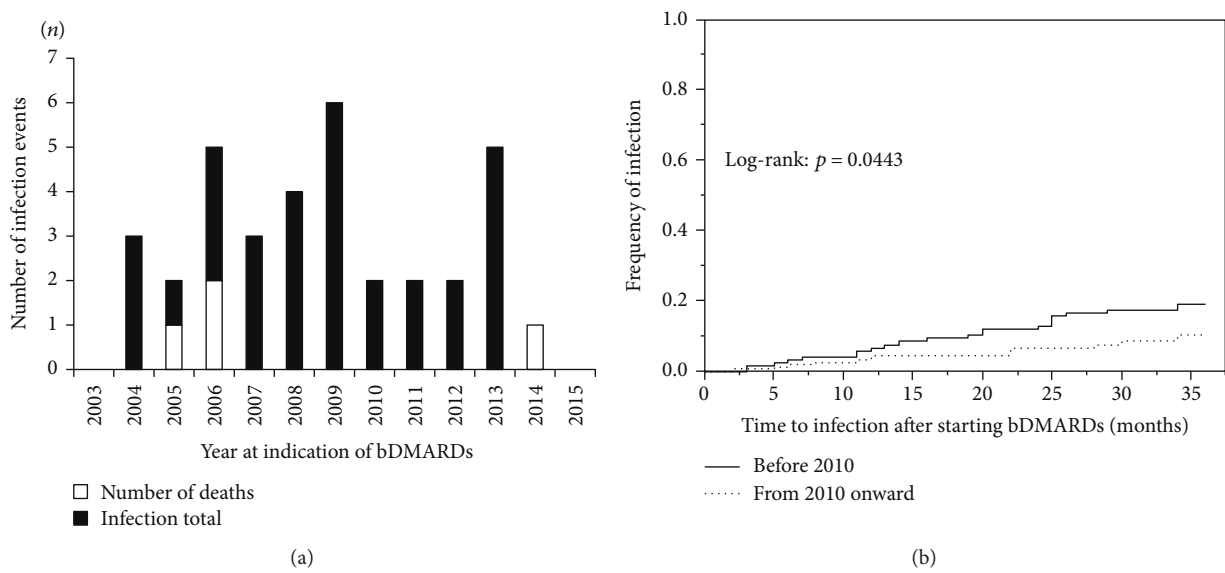 (n)
Number of infection events
7
6
5
4
3
2
1
0
2003
2004
2005
2006
2007
2008
2009
2010
2011
2012
2013
2014
2015
Year at indication of bDMARDs
Number of deaths
Infection total
(a)
Frequency of infection
1.0
0.8
0.6
0.4
0.2
0.0
Log-rank: p = 0.0443
0 5 10 15 20 25 30 35
Time to infection after starting bDMARDs (months)
Before 2010
From 2010 onward
(b)